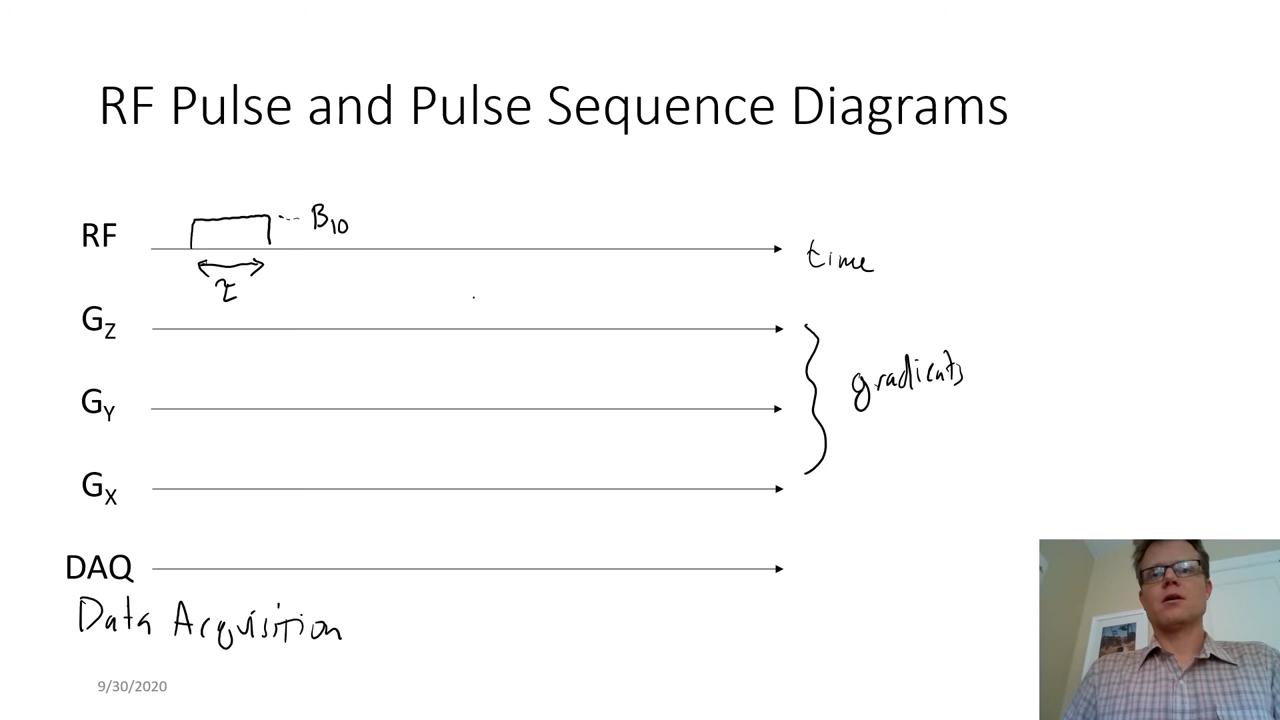 RF Pulse and Pulse Sequence Diagrams
RF
B10
time
τ
GZ
GY
gradients
GX
DAQ
Data Acquisition
9/30/2020